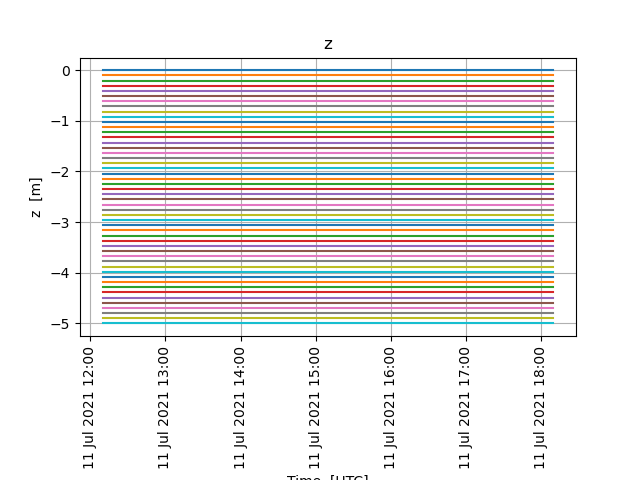 z
z [m]
0
−1
−2
−3
−4
−5
11 Jul 2021 12:00
11 Jul 2021 13:00
11 Jul 2021 14:00
11 Jul 2021 15:00
11 Jul 2021 16:00
11 Jul 2021 17:00
11 Jul 2021 18:00
Time [UTC]